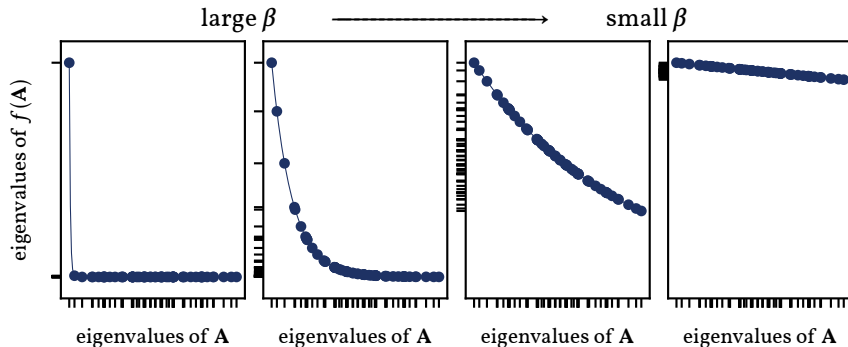 large β small β
eigenvalues of f(A)
eigenvalues of A eigenvalues of A eigenvalues of A eigenvalues of A